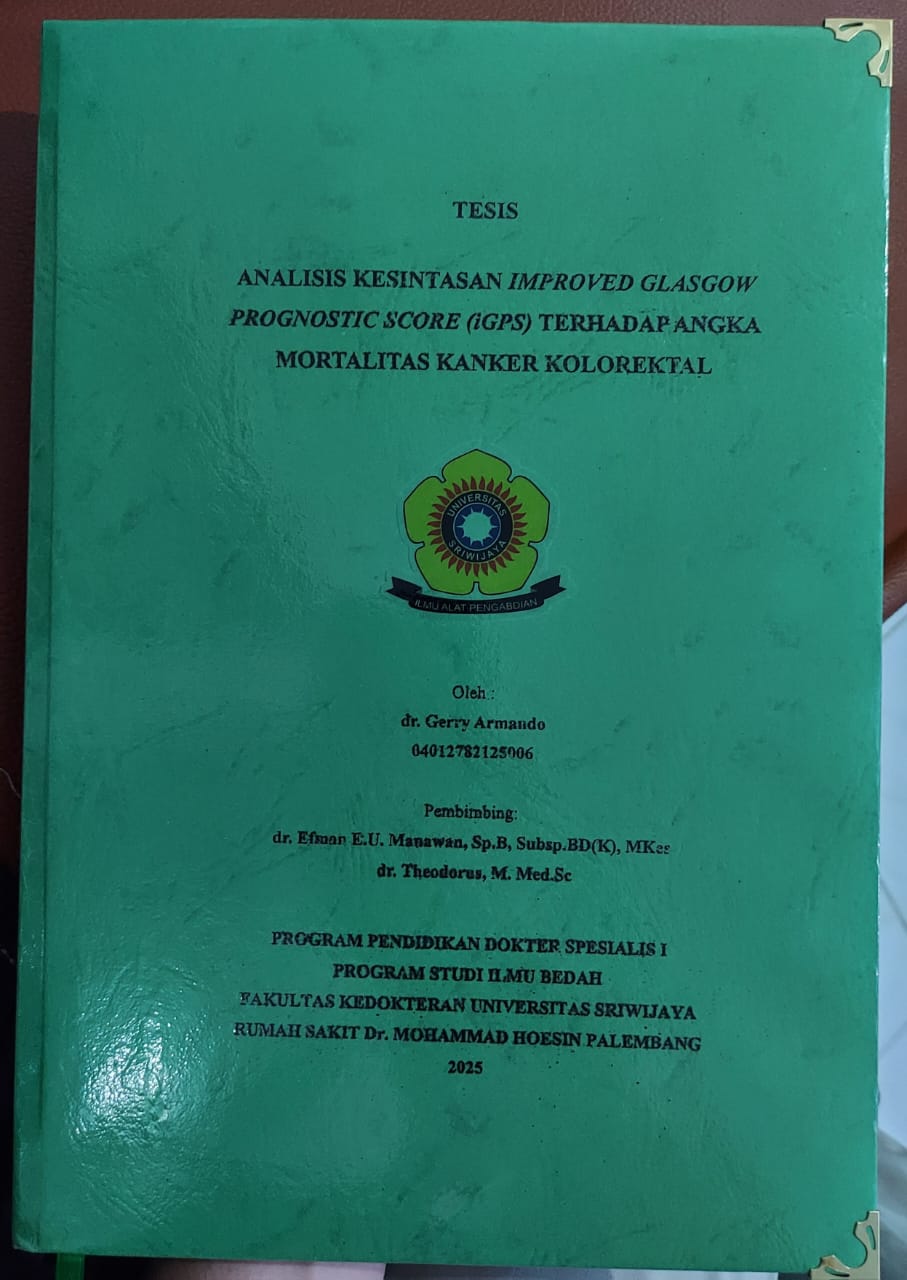 TESIS
ANALISIS KESINTASAN IMPROVED GLASGOW
PROGNOSTIC SCORE (iGPS) TERHADAP ANGKA
MORTALITAS KANKER KOLOREKTAL
UNIVERSITAS
SRIWIJAYA
ILMU ALAT PENGABDIAN
Oleh :
dr. Gerry Armando
04012782125006
Pembimbing:
dr. Efman E.U. Manawan, Sp.B, Subsp.BD(K), MKes
dr. Theodorus, M. Med.Sc
PROGRAM PENDIDIKAN DOKTER SPESIALIS I
PROGRAM STUDI ILMU BEDAH
FAKULTAS KEDOKTERAN UNIVERSITAS SRIWIJAYA
RUMAH SAKIT Dr. MOHAMMAD HOESIN PALEMBANG
2025